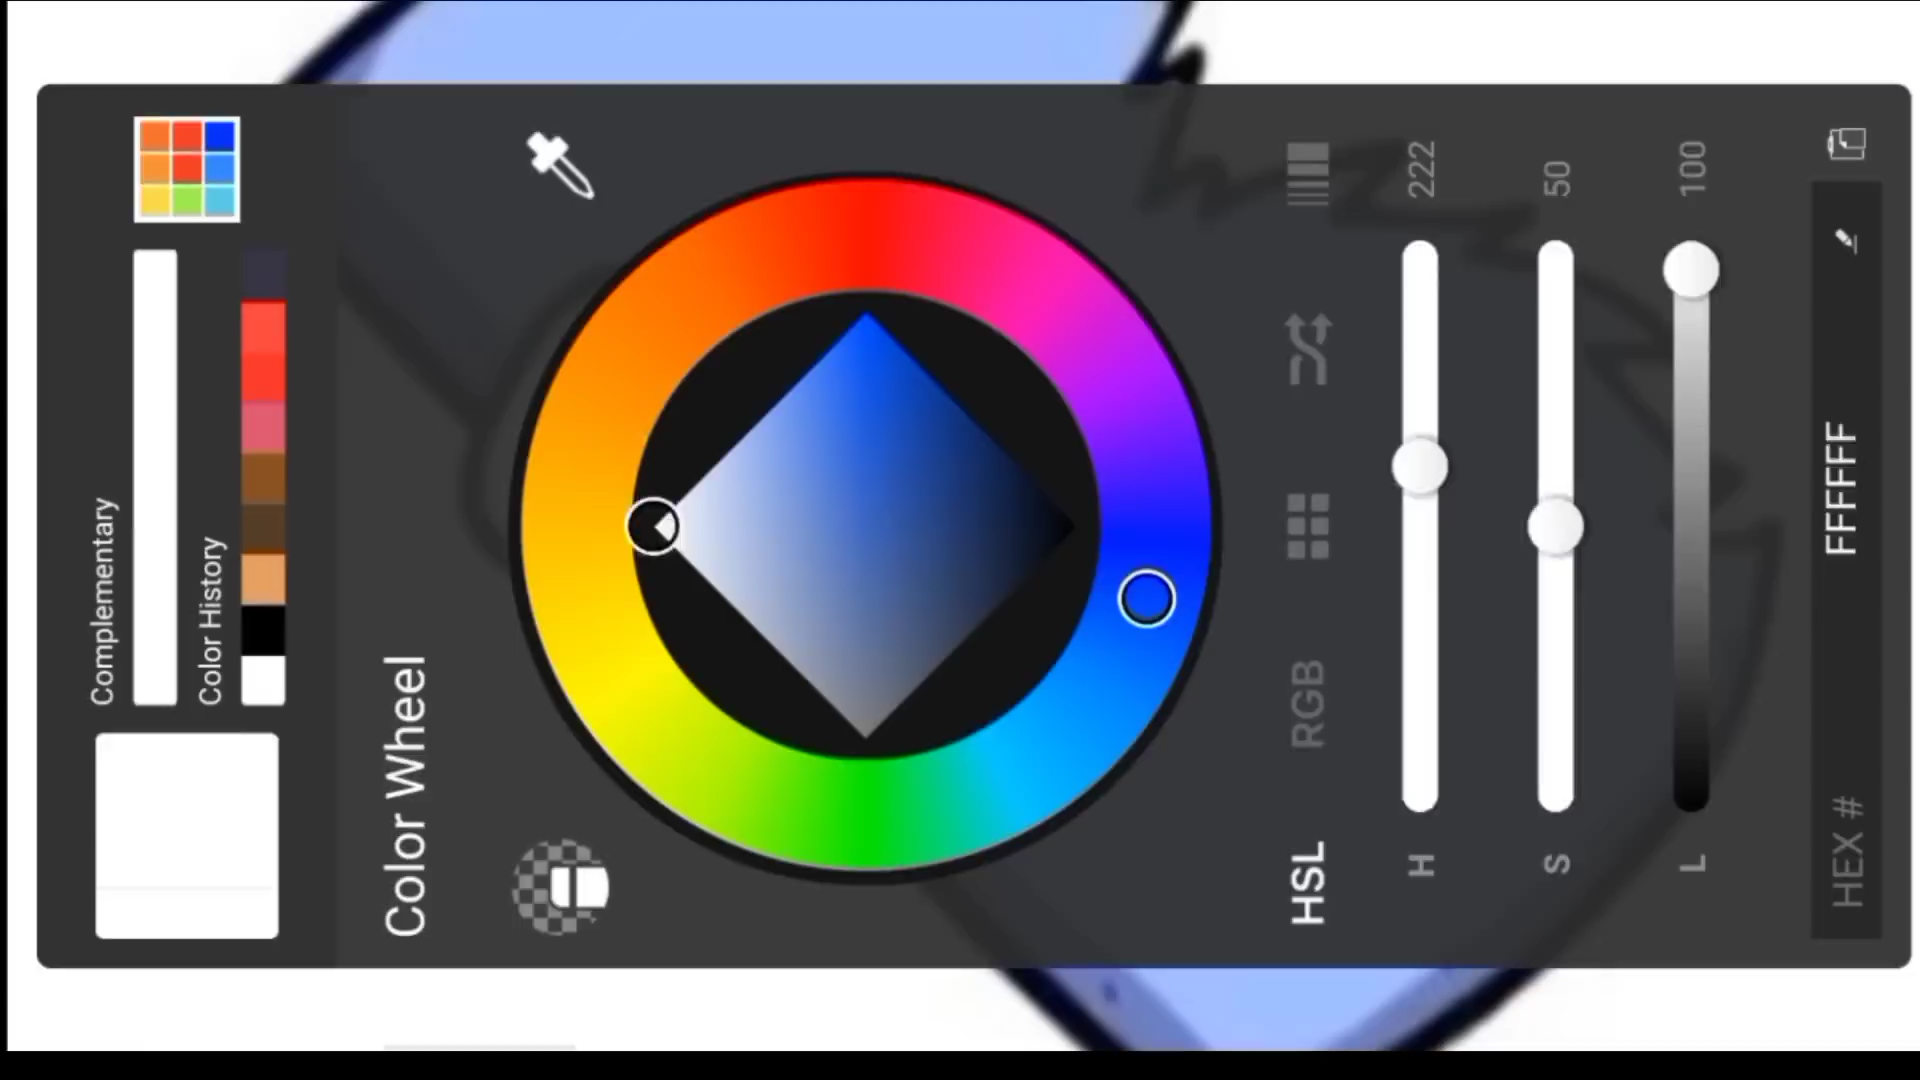 Complementary
Color History
Color Wheel
HSL
RGB
H
222
S
50
L
100
HEX #
FFFFFF